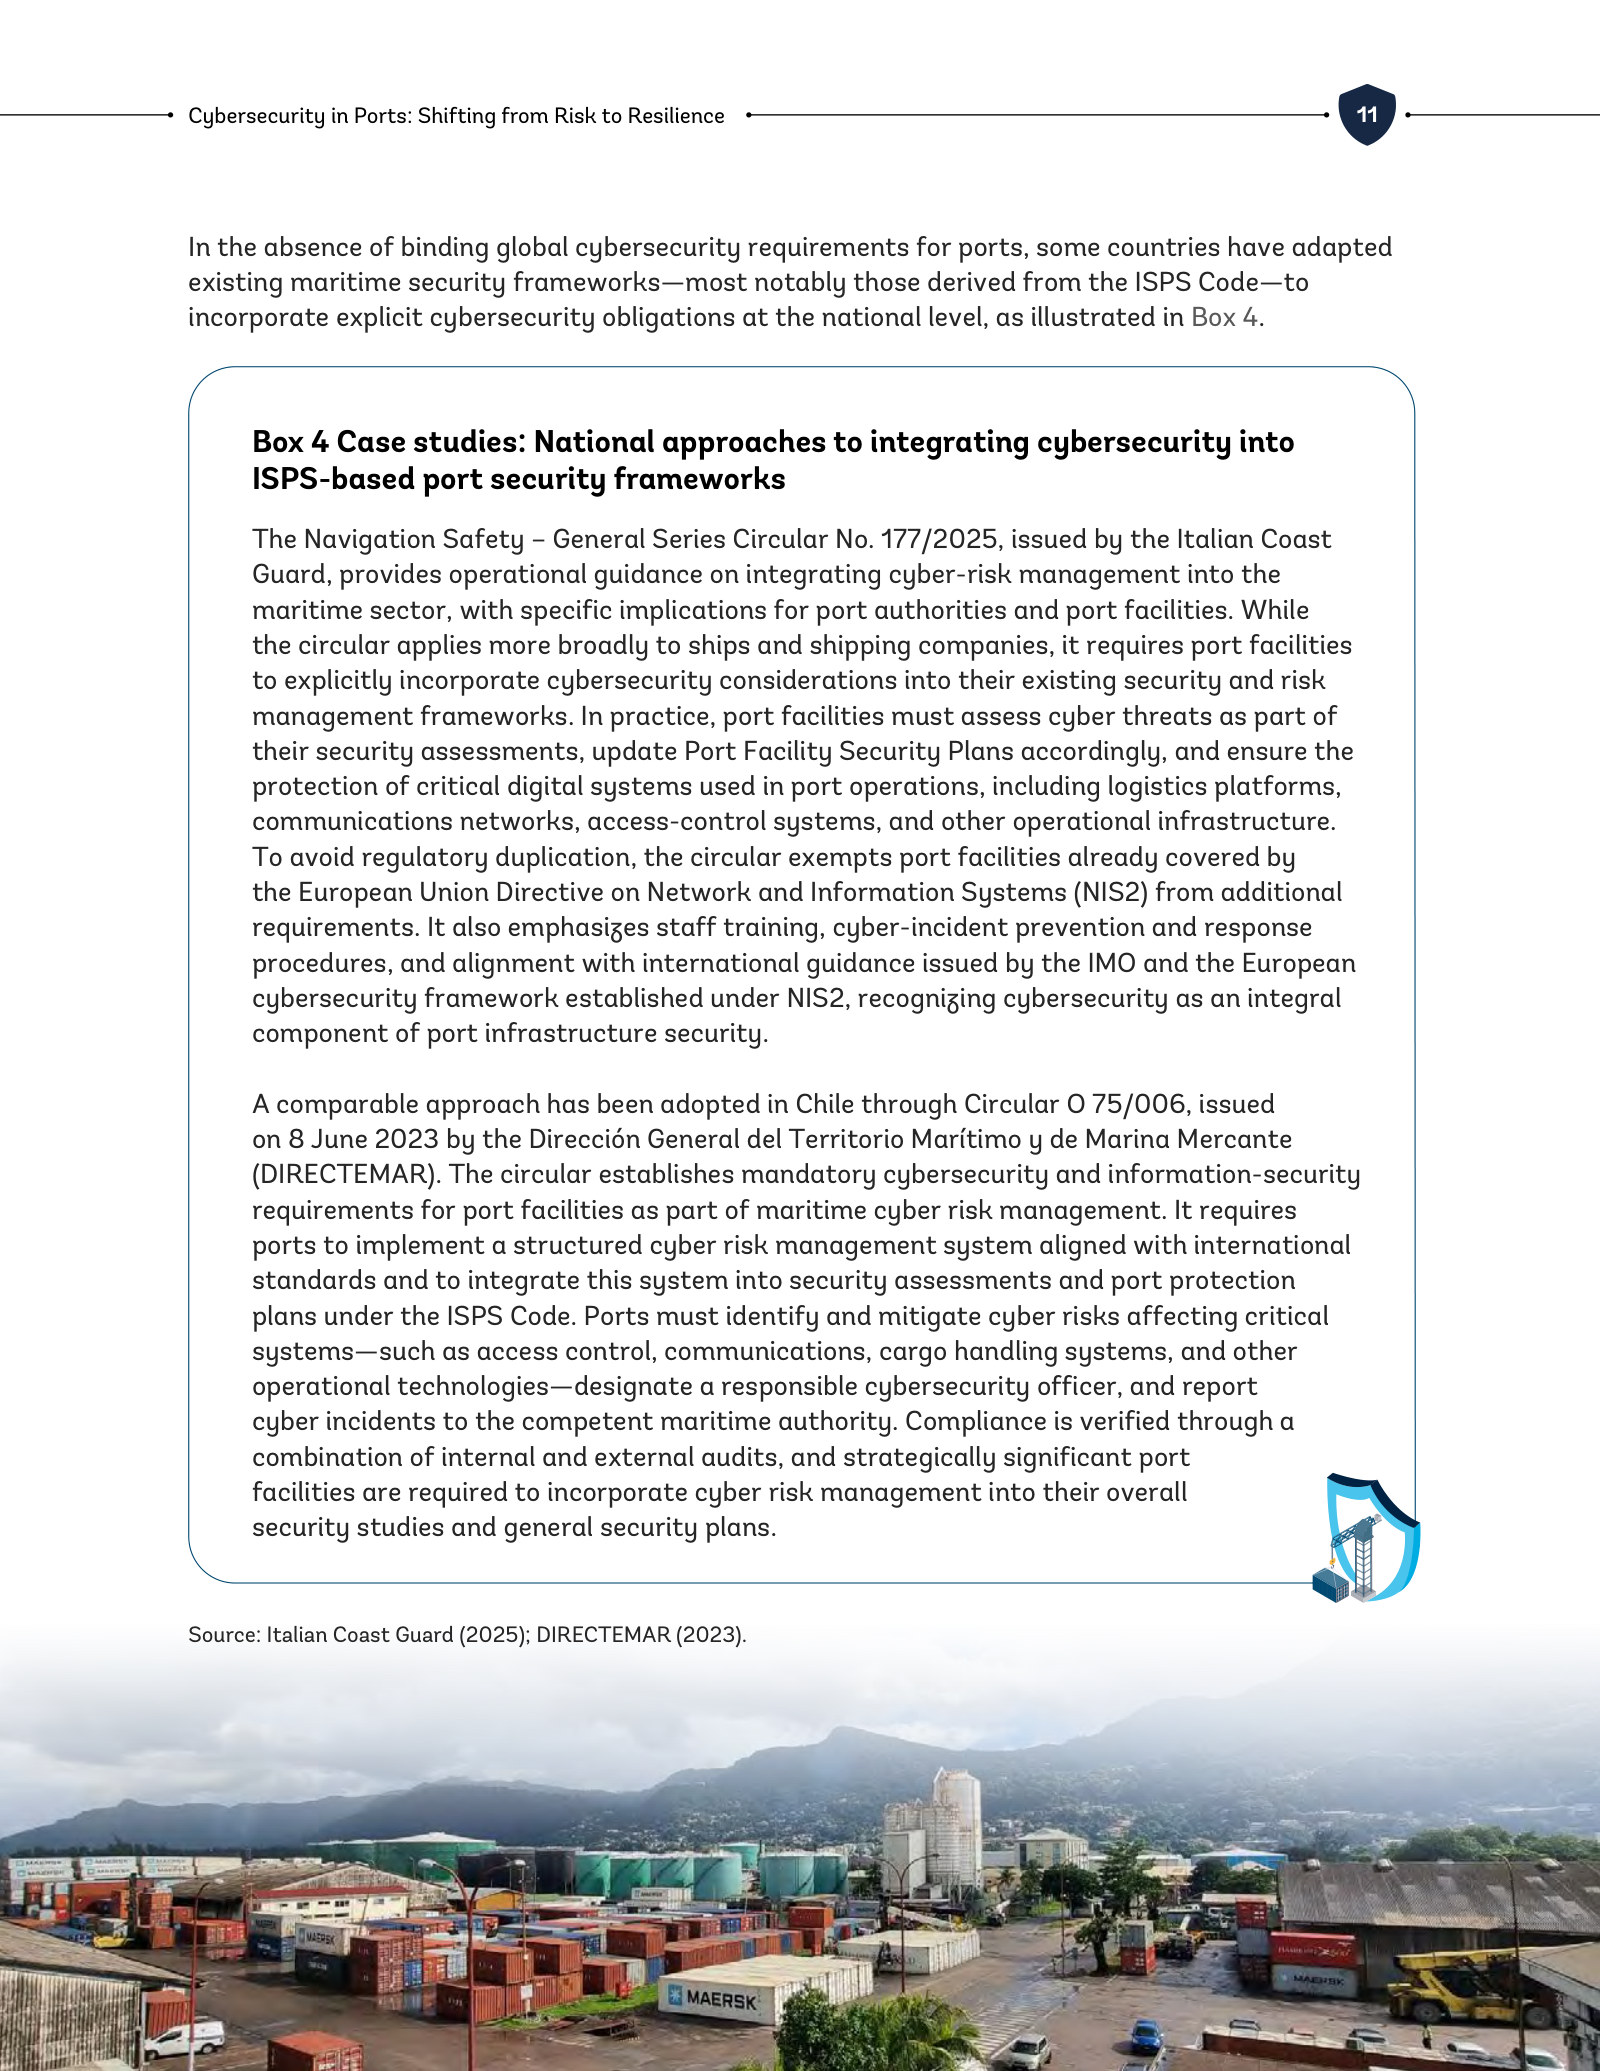 Cybersecurity in Ports: Shifting from Risk to Resilience
11
In the absence of binding global cybersecurity requirements for ports, some countries have adapted
existing maritime security frameworks—most notably those derived from the ISPS Code—to
incorporate explicit cybersecurity obligations at the national level, as illustrated in Box 4.
Box 4 Case studies: National approaches to integrating cybersecurity into
ISPS-based port security frameworks
The Navigation Safety – General Series Circular No. 177/2025, issued by the Italian Coast
Guard, provides operational guidance on integrating cyber-risk management into the
maritime sector, with specific implications for port authorities and port facilities. While
the circular applies more broadly to ships and shipping companies, it requires port facilities
to explicitly incorporate cybersecurity considerations into their existing security and risk
management frameworks. In practice, port facilities must assess cyber threats as part of
their security assessments, update Port Facility Security Plans accordingly, and ensure the
protection of critical digital systems used in port operations, including logistics platforms,
communications networks, access-control systems, and other operational infrastructure.
To avoid regulatory duplication, the circular exempts port facilities already covered by
the European Union Directive on Network and Information Systems (NIS2) from additional
requirements. It also emphasizes staff training, cyber-incident prevention and response
procedures, and alignment with international guidance issued by the IMO and the European
cybersecurity framework established under NIS2, recognizing cybersecurity as an integral
component of port infrastructure security.
A comparable approach has been adopted in Chile through Circular O 75/006, issued
on 8 June 2023 by the Dirección General del Territorio Marítimo y de Marina Mercante
(DIRECTEMAR). The circular establishes mandatory cybersecurity and information-security
requirements for port facilities as part of maritime cyber risk management. It requires
ports to implement a structured cyber risk management system aligned with international
standards and to integrate this system into security assessments and port protection
plans under the ISPS Code. Ports must identify and mitigate cyber risks affecting critical
systems—such as access control, communications, cargo handling systems, and other
operational technologies—designate a responsible cybersecurity officer, and report
cyber incidents to the competent maritime authority. Compliance is verified through a
combination of internal and external audits, and strategically significant port
facilities are required to incorporate cyber risk management into their overall
security studies and general security plans.
Source: Italian Coast Guard (2025); DIRECTEMAR (2023).
MAERSK
MAERSK
MAERSK
MAERSK
MAERSK
MAERSK
MAERSK